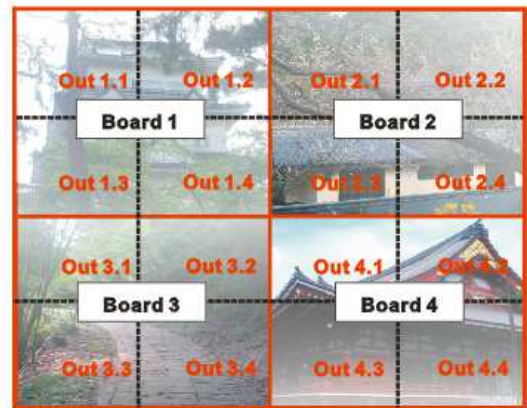 Out 1.1 Out 1.2 Out 2.1 Out 2.2
Board 1 Board 2
Out 1.3 Out 1.4 Out 2.3 Out 2.4
Out 3.1 Out 3.2 Out 4.1 Out 4.2
Board 3 Board 4
Out 3.3 Out 3.4 Out 4.3 Out 4.4